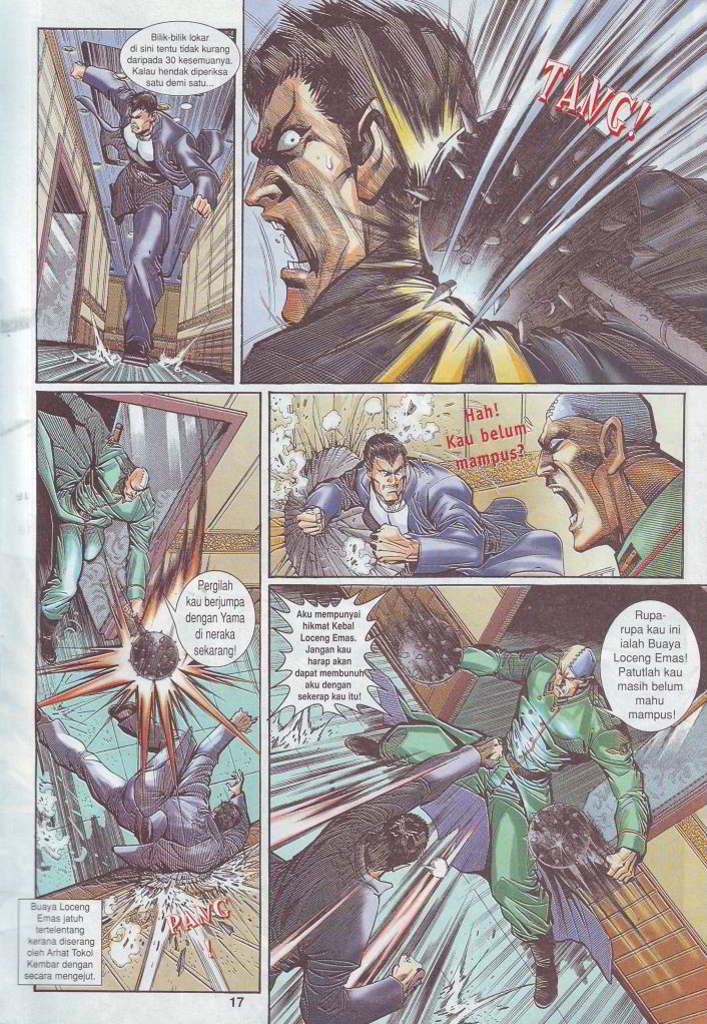 Bilik-bilik lokar
di sini tentu tidak kurang
daripada 30 kesemuanya.
Kalau hendak diperiksa
satu demi satu...
TANG!
Pergilah
kau berjumpa
dengan Yama
di neraka
sekarang!
Buaya Loceng
Emas jatuh
tertelentang
kerana diserang
oleh Arhat Tokol
Kembar dengan
secara mengejut.
PANG
!
Hah!
Kau belum
mampus?
Aku mempunyai
hikmat Kebal
Loceng Emas.
Jangan kau
harap akan
dapat membunuh
aku dengan
sekerap kau itu!
Rupa-
rupa kau ini
ialah Buaya
Loceng Emas!
Patutlah kau
masih belum
mahu
mampus!
17